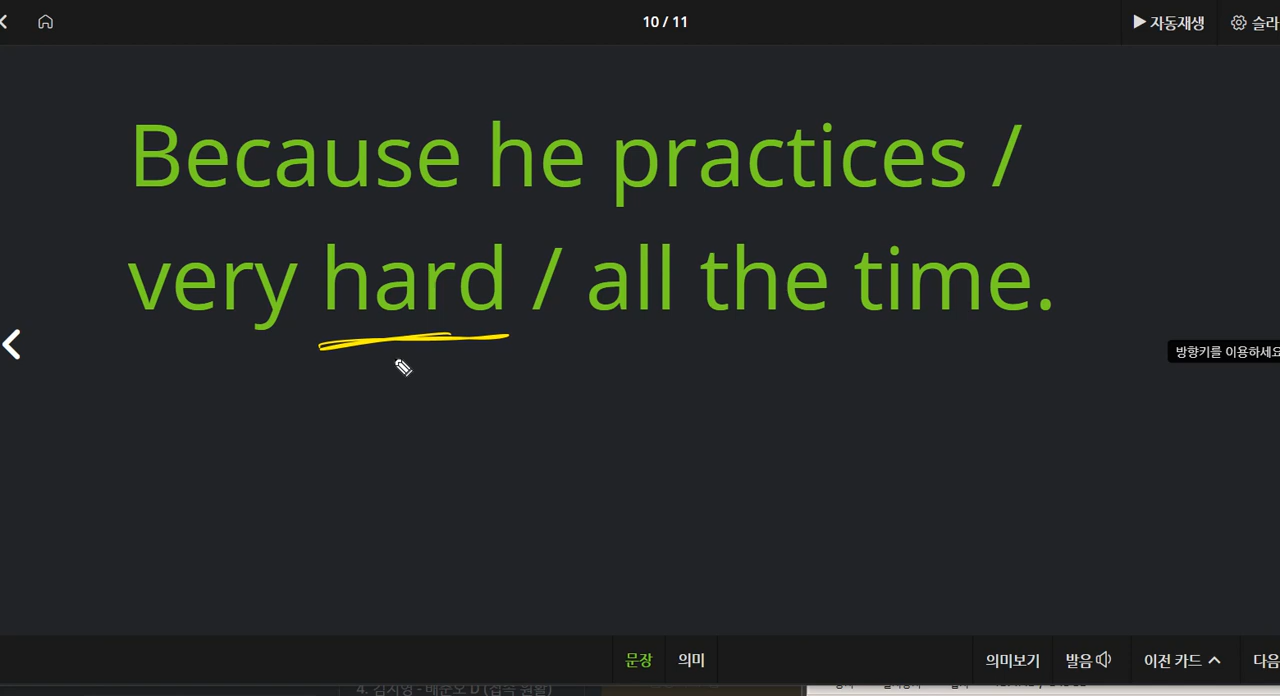 10 / 11
▶ 자동재생
슬라
Because he practices /
very hard / all the time.
방향키를 이용하세요
문장 의미
의미보기 발음 이전 카드 다음